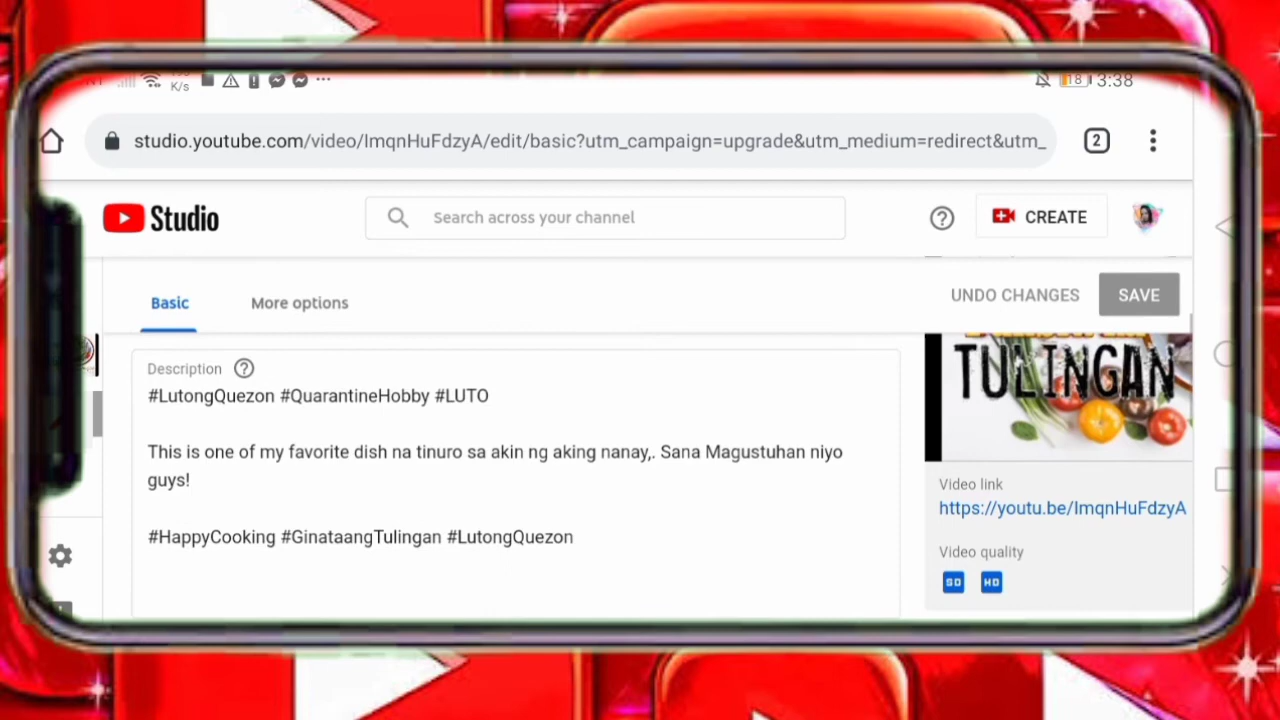 K/s
18 3:38
studio.youtube.com/video/ImqnHuFdzyA/edit/basic?utm_campaign=upgrade&utm_medium=redirect&utm_
2
Studio
Search across your channel
CREATE
Basic
More options
UNDO CHANGES
SAVE
Description
#LutongQuezon #QuarantineHobby #LUTO
This is one of my favorite dish na tinuro sa akin ng aking nanay,. Sana Magustuhan niyo
guys!
#HappyCooking #GinataangTulingan #LutongQuezon
TULINGAN
Video link
https://youtu.be/ImqnHuFdzyA
Video quality
SD HD